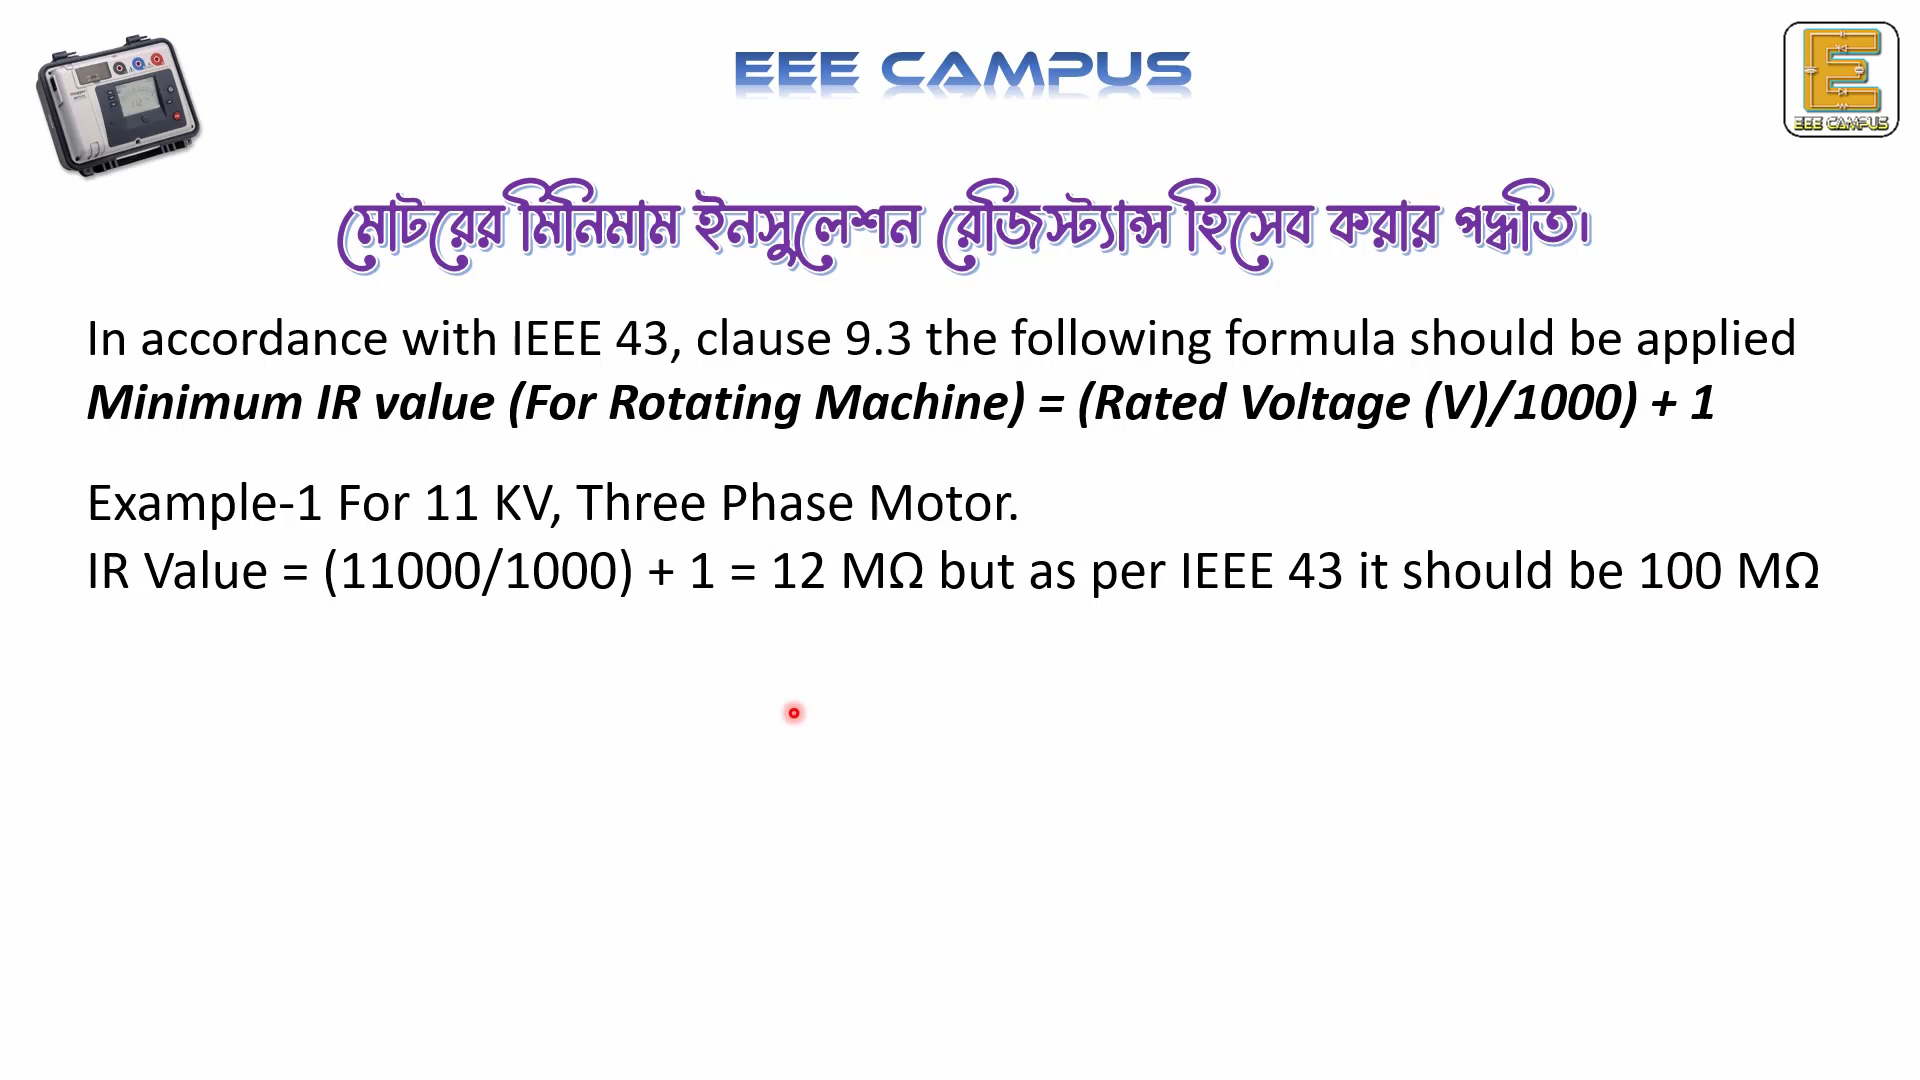 EEE CAMPUS
EEE CAMPUS
মোটরের মিনিমাম ইনসুলেশন রেজিস্ট্যান্স হিসেব করার পদ্ধতি।
In accordance with IEEE 43, clause 9.3 the following formula should be applied
Minimum IR value (For Rotating Machine) = (Rated Voltage (V)/1000) + 1
Example-1 For 11 KV, Three Phase Motor.
IR Value = (11000/1000) + 1 = 12 MΩ but as per IEEE 43 it should be 100 MΩ